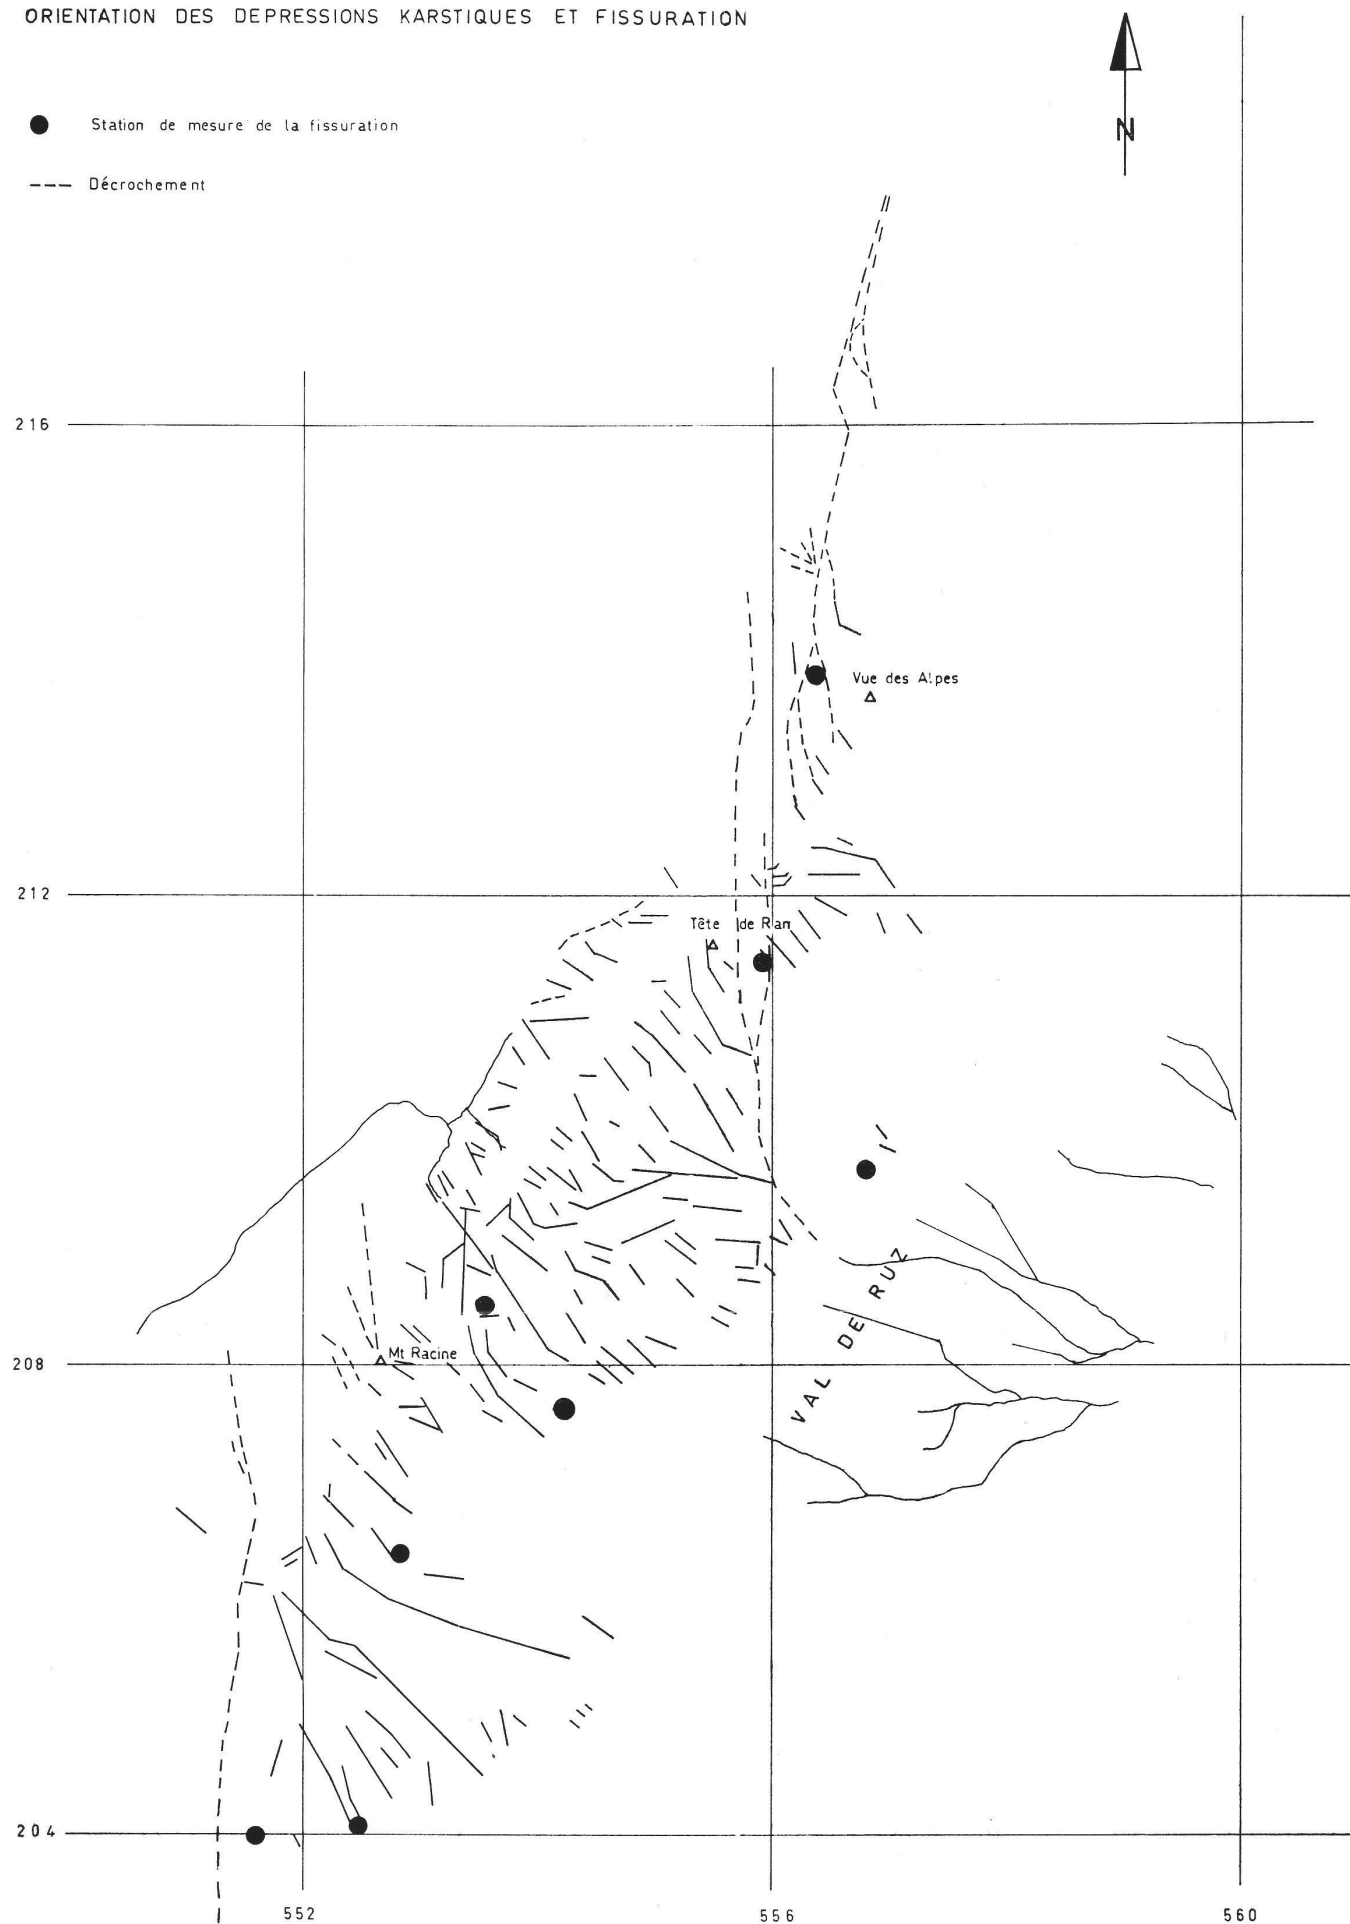 ORIENTATION DES DEPRESSIONS KARSTIQUES ET FISSURATION
N
Station de mesure de la fissuration
Décrochement
216
Vue des Alpes
212
Tête de Ran
VAL DE RUZ
208
Mt Racine
204
552
556
560